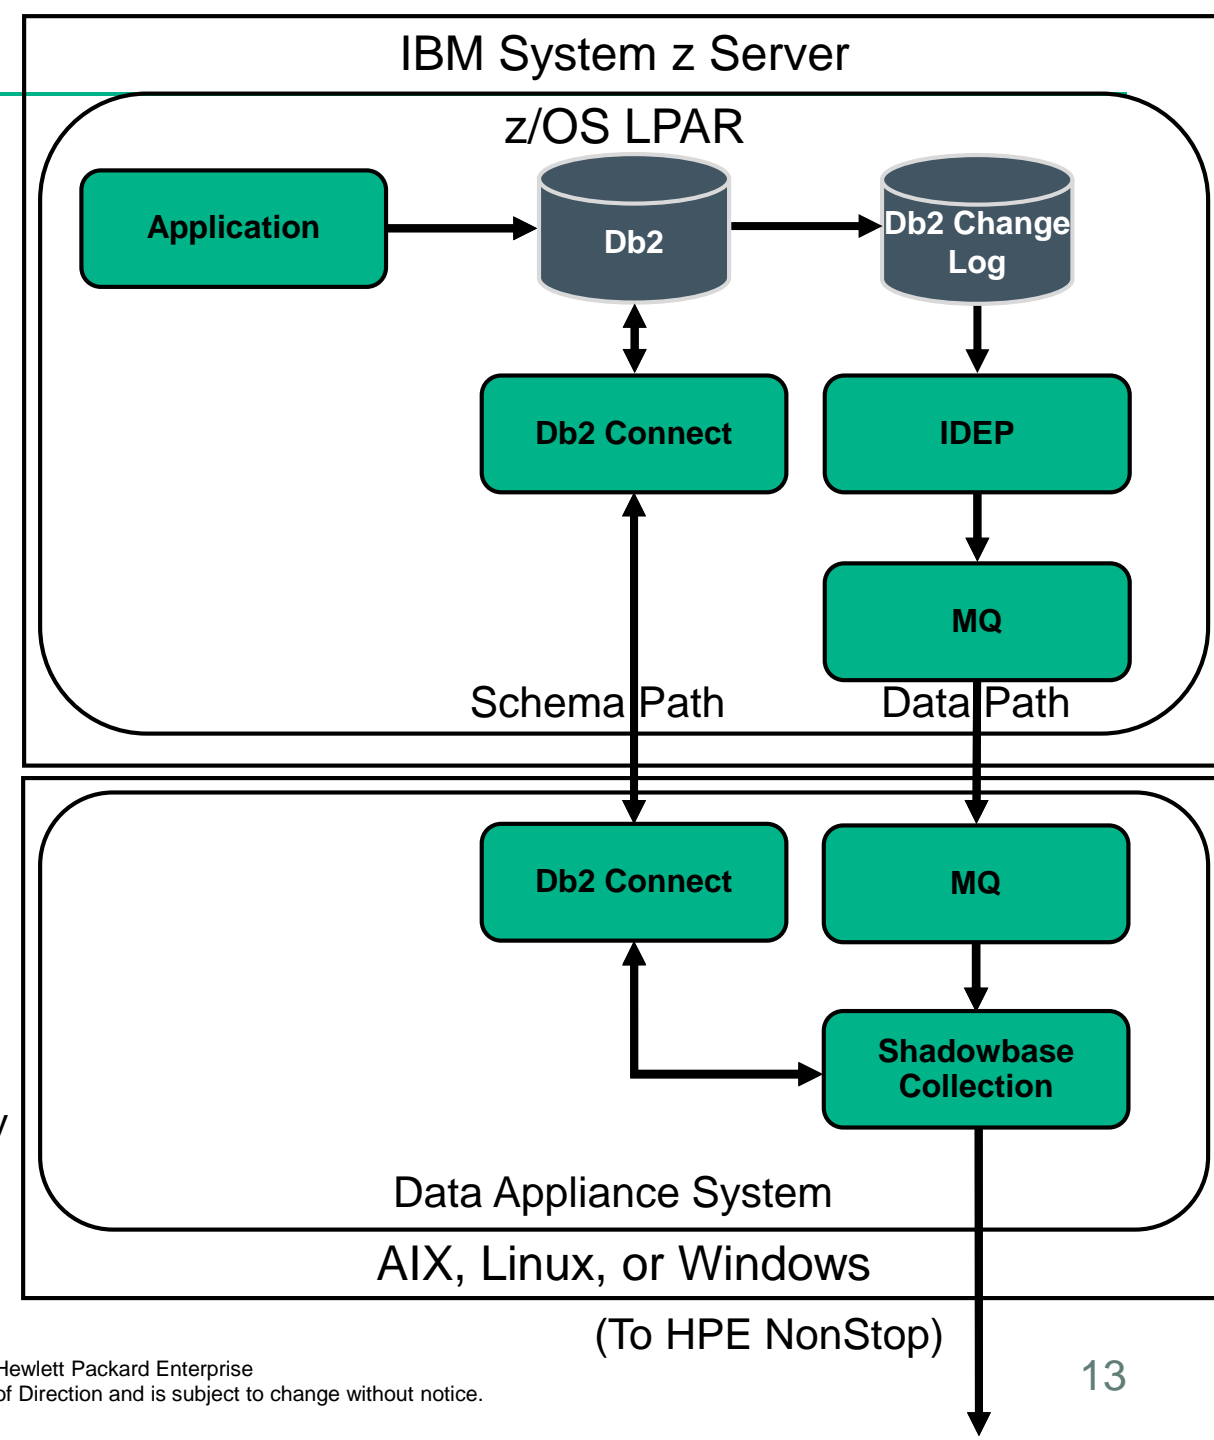 IBM System z Server
z/OS LPAR
Application
Db2
Db2 Change
Log
Db2 Connect
IDEP
MQ
Schema Path
Data Path
Db2 Connect
MQ
Shadowbase
Collection
Data Appliance System
AIX, Linux, or Windows
(To HPE NonStop)
Hewlett Packard Enterprise
of Direction and is subject to change without notice.
13